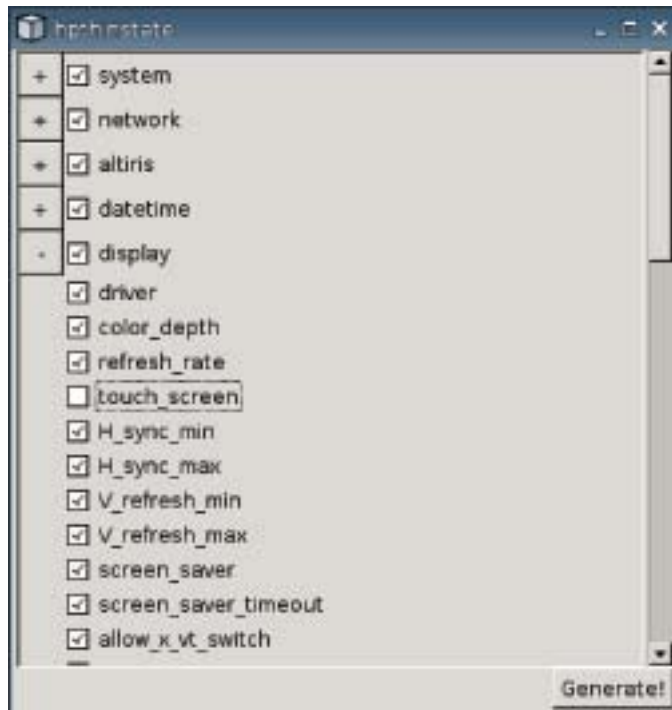 + system
+ network
+ altiris
+ datetime
- display
driver
color_depth
refresh_rate
touch_screen
H_sync_min
H_sync_max
V_refresh_min
V_refresh_max
screen_saver
screen_saver_timeout
allow_x_vt_switch
Generate!